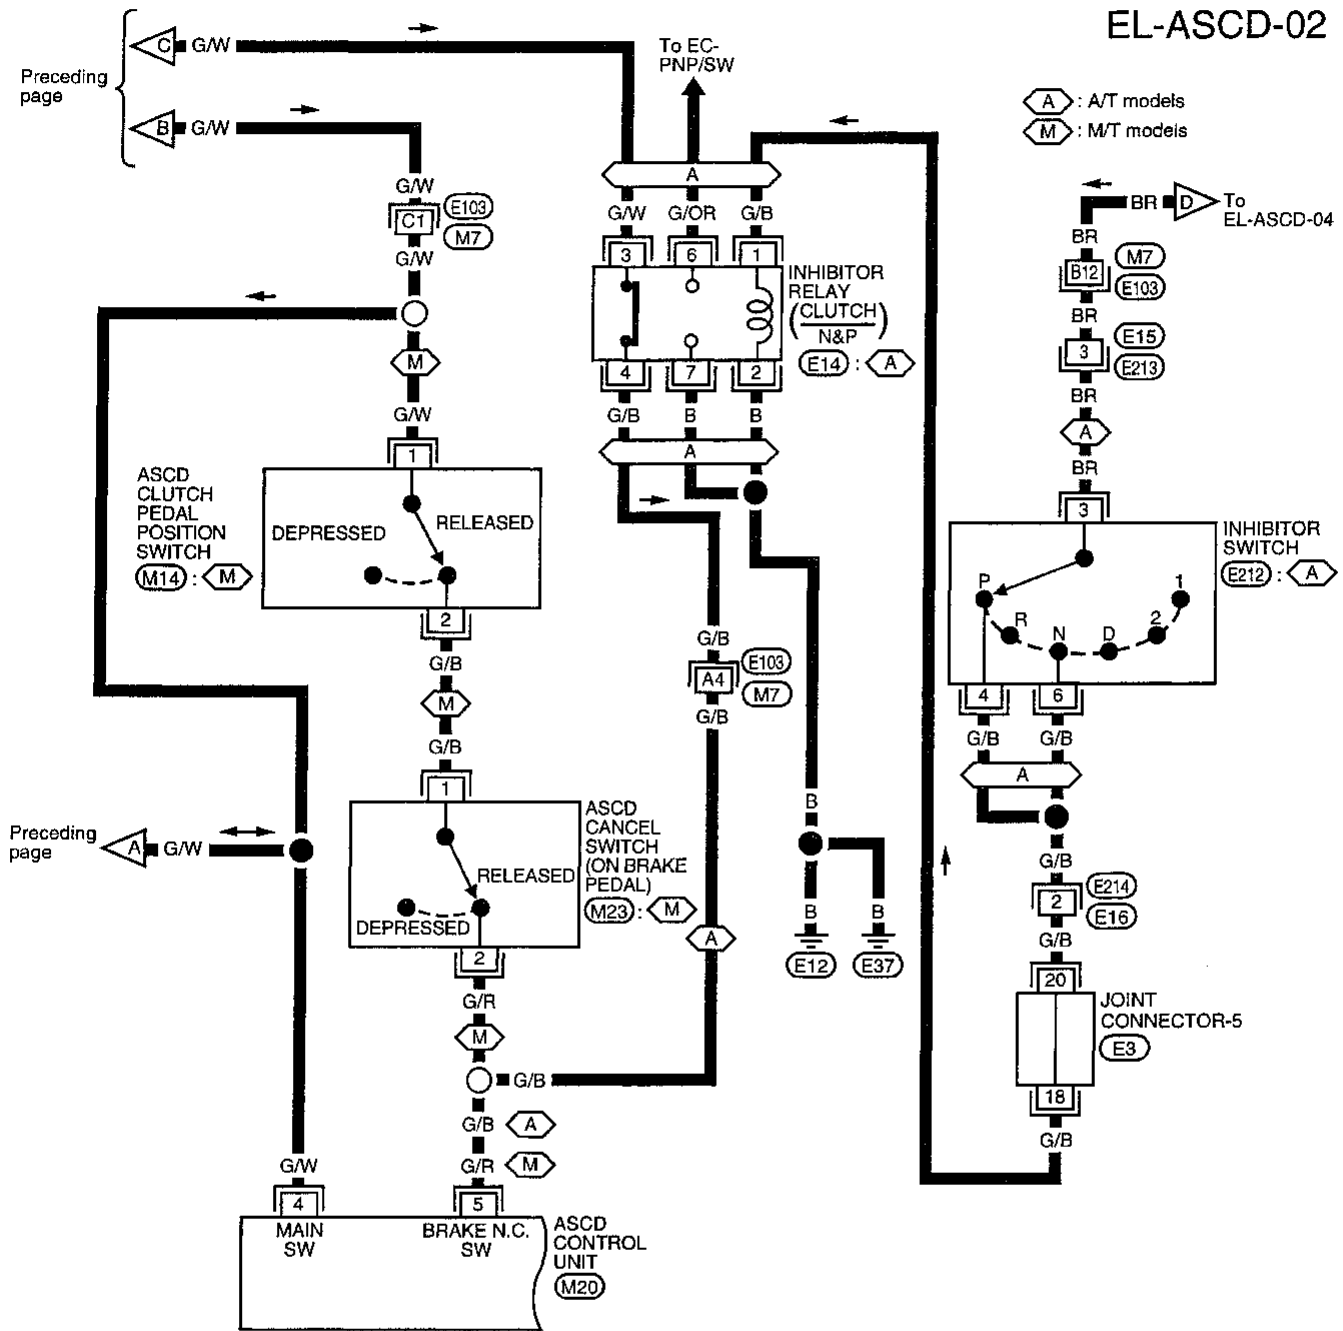 EL-ASCD-02
C G/W
Preceding
page
B G/W
To EC-
PNP/SW
A : A/T models
M : M/T models
A
BR D To
EL-ASCD-04
G/W
C1 E103
M7
G/W
G/W G/OR G/B
3 6 1
INHIBITOR
RELAY
(CLUTCH
N&P)
E14 : A
4 7 2
G/B B B
A
BR
B12 M7
E103
BR
3 E15
E213
BR
A
BR
3
M
G/W
1
ASCD
CLUTCH
PEDAL
POSITION
SWITCH
M14 : M
DEPRESSED RELEASED
2
G/B
M
G/B
1
INHIBITOR
SWITCH
E212 : A
P R N D 2 1
4 6
G/B G/B
A
G/B
2 E214
E16
G/B
20
JOINT
CONNECTOR-5
E3
18
G/B
G/B
A4 E103
M7
G/B
A
B
B B
E12 E37
Preceding
page
A G/W
ASCD
CANCEL
SWITCH
(ON BRAKE
PEDAL)
M23 : M
RELEASED
DEPRESSED
2
G/R
M
G/B
G/B A
G/R M
G/W
4 5
MAIN
SW
BRAKE N.C.
SW
ASCD
CONTROL
UNIT
M20